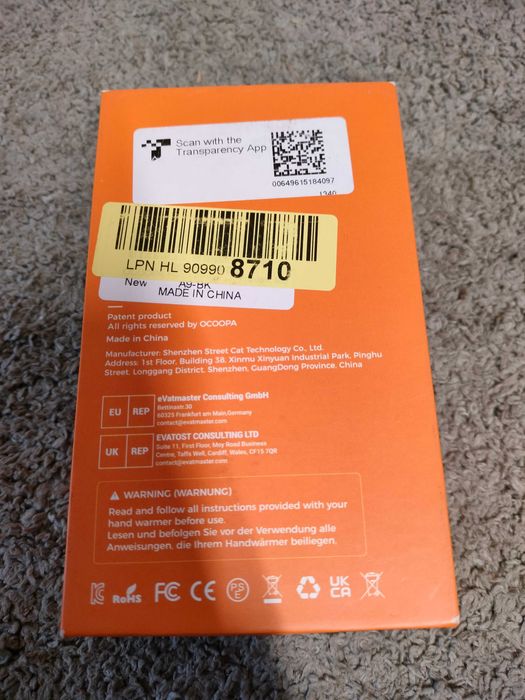 Scan with the
Transparency App
00649615184097
1340
LPN HL 90990 8710
New
A9-BK
MADE IN CHINA
Patent product
All rights reserved by OCOOPA
Made in China
Manufacturer: Shenzhen Street Cat Technology Co., Ltd.
Address: 1st Floor, Building 38, Xinmu Xinyuan Industrial Park, Pinghu
Street, Longgang District, Shenzhen, GuangDong Province, China
EU REP
eVatmaster Consulting GmbH
Bettinastr.30
60325 Frankfurt am Main,Germany
contact@evatmaster.com
UK REP
EVATOST CONSULTING LTD
Suite 11, First Floor, Moy Road Business
Centre, Taffs Well, Cardiff, Wales, CF15 7QR
contact@evatmaster.com
WARNING (WARNUNG)
Read and follow all instructions provided with your
hand warmer before use.
Lesen und befolgen Sie vor der Verwendung alle
Anweisungen, die Ihrem Handwärmer beiliegen.
RoHS FC CE PSE UK CA